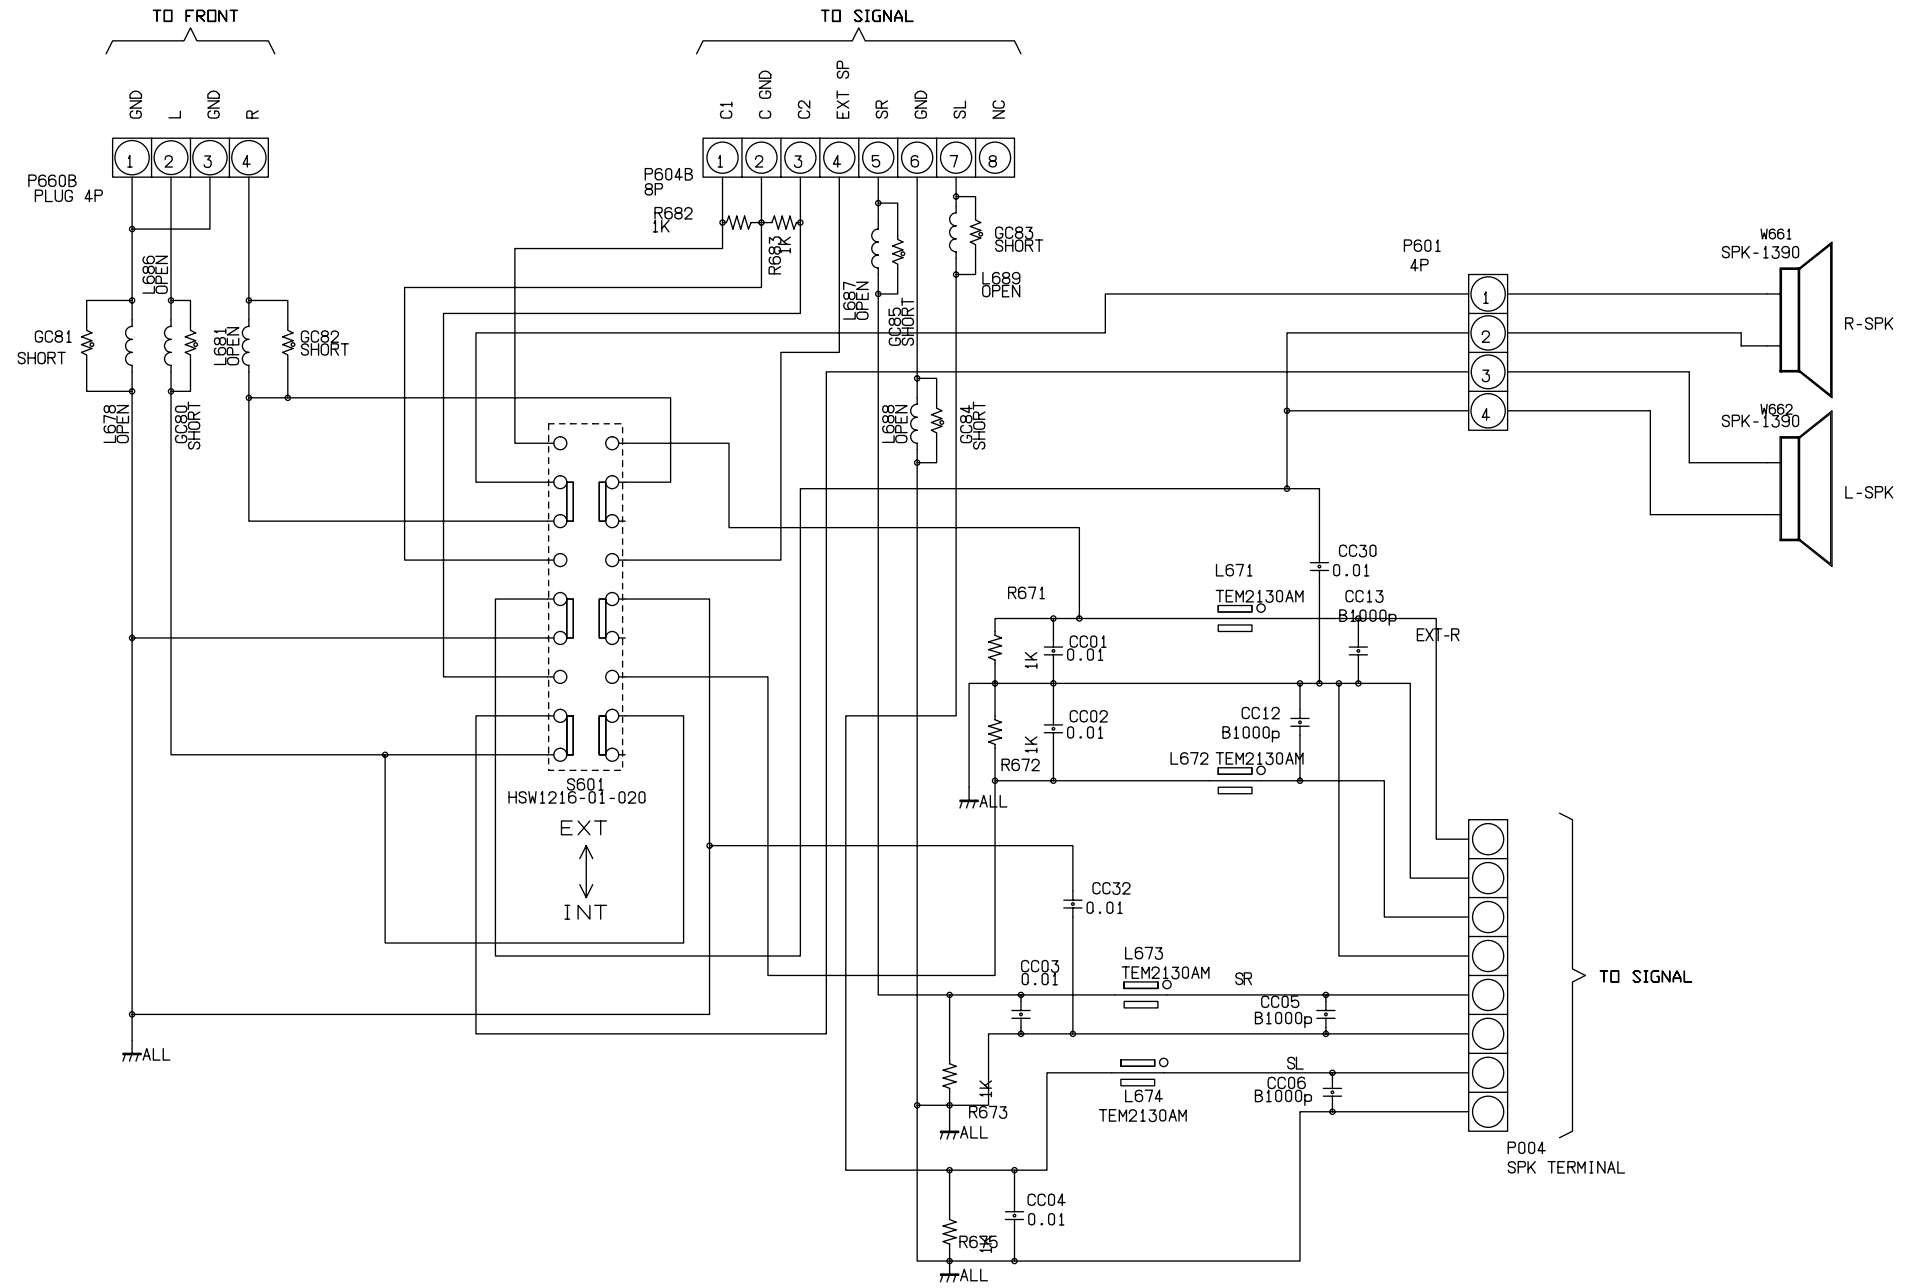 TO FRONT
TO SIGNAL
GND
L
GND
R
C1
C GND
C2
EXT SP
SR
GND
SL
NC
1 2 3 4
1 2 3 4 5 6 7 8
P660B
PLUG 4P
P604B
8P
R682
1K
R683
1K
GC83
SHORT
L689
OPEN
L687
OPEN
GC85
SHORT
L686
OPEN
GC81
SHORT
L681
OPEN
GC82
SHORT
L678
OPEN
GC80
SHORT
L688
OPEN
GC84
SHORT
P601
4P
1
2
3
4
W661
SPK-1390
R-SPK
W662
SPK-1390
L-SPK
CC30
0.01
L671
TEM2130AM
CC13
B1000p
EXT-R
R671
1K
CC01
0.01
CC02
0.01
1K
R672
CC12
B1000p
L672 TEM2130AM
ALL
S601
HSW1216-01-020
EXT
INT
CC32
0.01
L673
TEM2130AM
SR
CC03
0.01
CC05
B1000p
TO SIGNAL
ALL
SL
CC06
B1000p
L674
TEM2130AM
1K
R673
ALL
P004
SPK TERMINAL
CC04
0.01
R675
1K
ALL